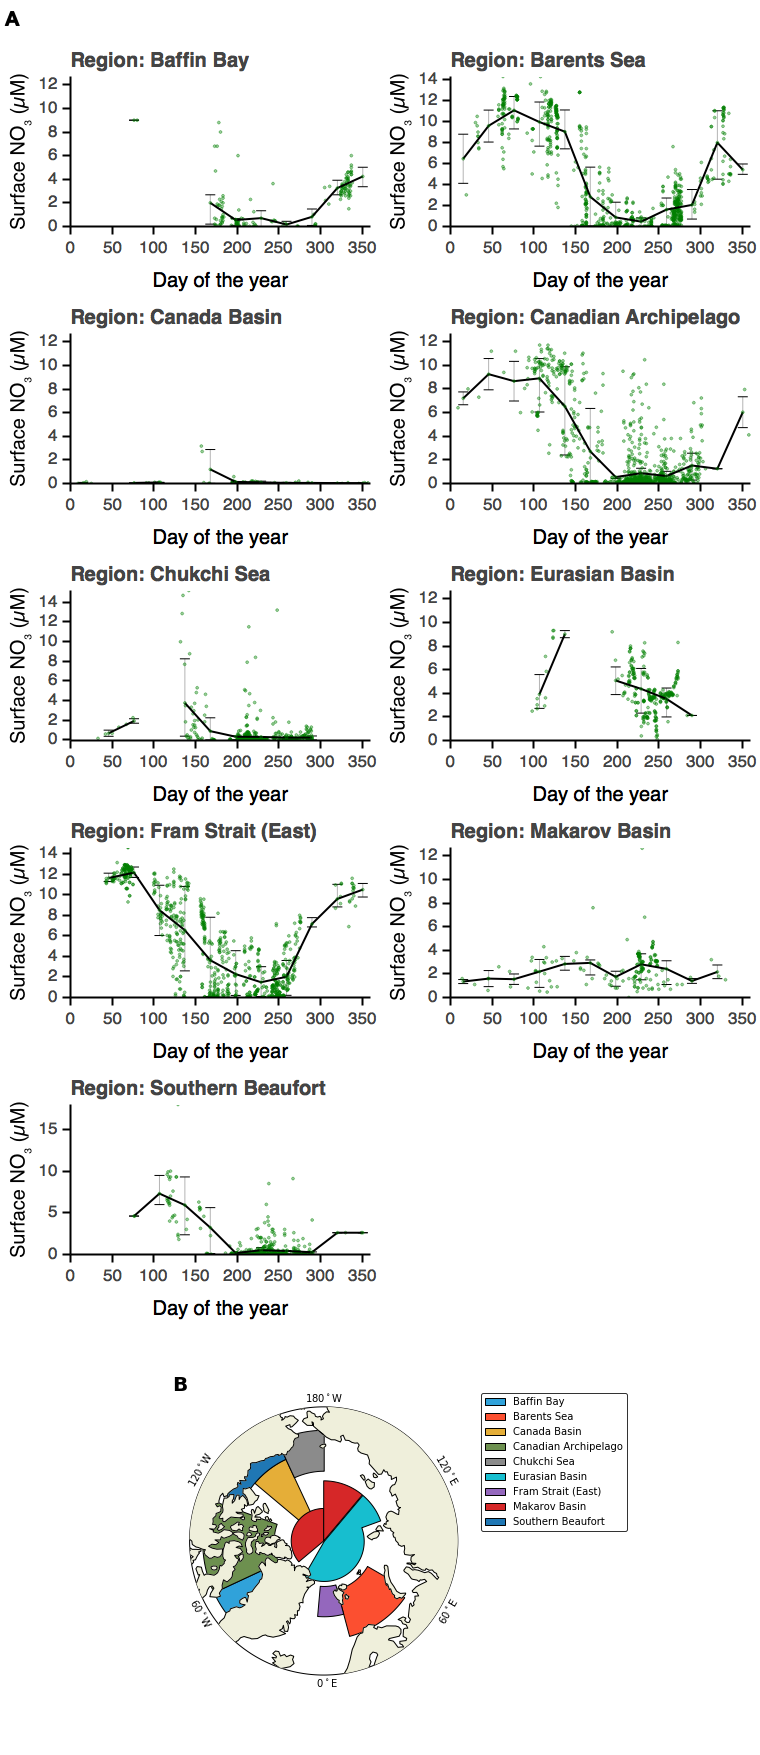 A
Region: Baffin Bay
Surface NO3 (µM)
12
10
8
6
4
2
0
0 50 100 150 200 250 300 350
Day of the year
Region: Barents Sea
Surface NO3 (µM)
14
12
10
8
6
4
2
0
0 50 100 150 200 250 300 350
Day of the year
Region: Canada Basin
Surface NO3 (µM)
12
10
8
6
4
2
0
0 50 100 150 200 250 300 350
Day of the year
Region: Canadian Archipelago
Surface NO3 (µM)
12
10
8
6
4
2
0
0 50 100 150 200 250 300 350
Day of the year
Region: Chukchi Sea
Surface NO3 (µM)
14
12
10
8
6
4
2
0
0 50 100 150 200 250 300 350
Day of the year
Region: Eurasian Basin
Surface NO3 (µM)
12
10
8
6
4
2
0
0 50 100 150 200 250 300 350
Day of the year
Region: Fram Strait (East)
Surface NO3 (µM)
14
12
10
8
6
4
2
0
0 50 100 150 200 250 300 350
Day of the year
Region: Makarov Basin
Surface NO3 (µM)
12
10
8
6
4
2
0
0 50 100 150 200 250 300 350
Day of the year
Region: Southern Beaufort
Surface NO3 (µM)
15
10
5
0
0 50 100 150 200 250 300 350
Day of the year
B
180°W
120°W
120°E
60°W
60°E
0°E
Baffin Bay
Barents Sea
Canada Basin
Canadian Archipelago
Chukchi Sea
Eurasian Basin
Fram Strait (East)
Makarov Basin
Southern Beaufort